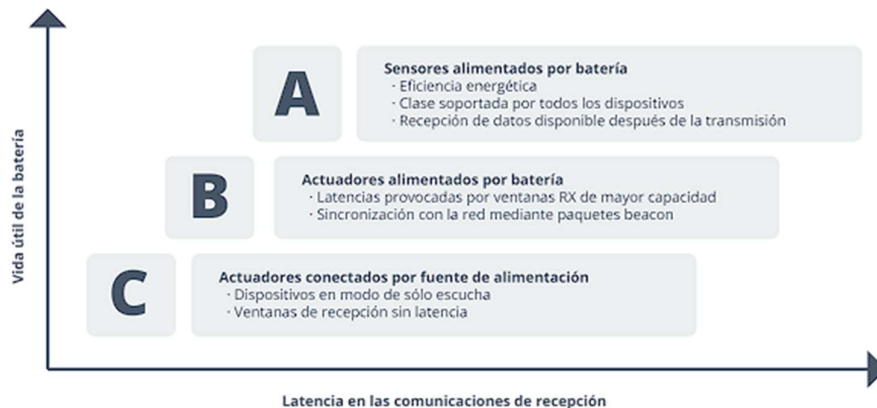 Vida útil de la batería
A
Sensores alimentados por batería
· Eficiencia energética
· Clase soportada por todos los dispositivos
· Recepción de datos disponible después de la transmisión
B
Actuadores alimentados por batería
· Latencias provocadas por ventanas RX de mayor capacidad
· Sincronización con la red mediante paquetes beacon
C
Actuadores conectados por fuente de alimentación
· Dispositivos en modo de sólo escucha
· Ventanas de recepción sin latencia
Latencia en las comunicaciones de recepción